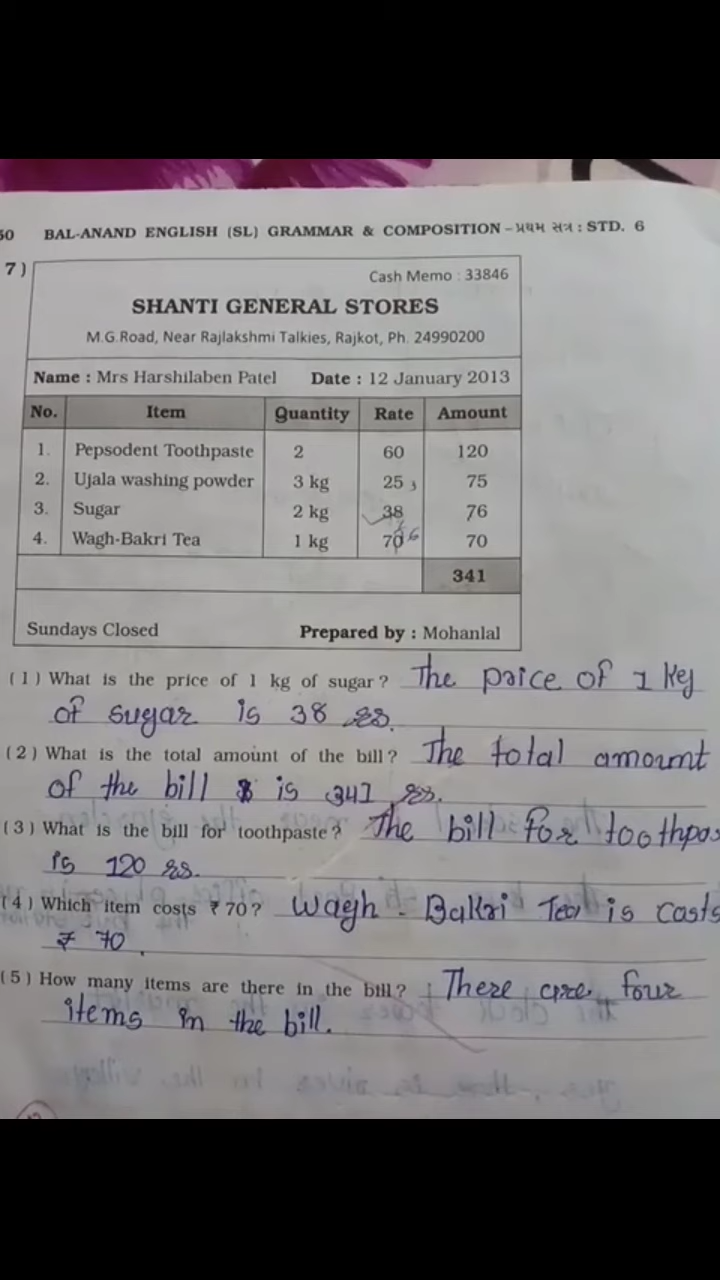 50 BAL-ANAND ENGLISH (SL) GRAMMAR & COMPOSITION – પ્રથમ સત્ર : STD. 6
7 )
Cash Memo : 33846
SHANTI GENERAL STORES
M.G.Road, Near Rajlakshmi Talkies, Rajkot, Ph. 24990200
Name : Mrs Harshilaben Patel Date : 12 January 2013
No. Item Quantity Rate Amount
1. Pepsodent Toothpaste 2 60 120
2. Ujala washing powder 3 kg 25 75
3. Sugar 2 kg 38 76
4. Wagh-Bakri Tea 1 kg 70 70
341
Sundays Closed Prepared by : Mohanlal
( 1 ) What is the price of 1 kg of sugar ? The price of 1 kg
of sugar is 38 rs.
( 2 ) What is the total amount of the bill ? The total amount
of the bill is 341 rs.
( 3 ) What is the bill for toothpaste ? The bill for toothpas
is 120 rs.
( 4 ) Which item costs ₹ 70 ? Wagh - Bakri Tea is costs
₹ 70 .
( 5 ) How many items are there in the bill ? There are four
items in the bill.